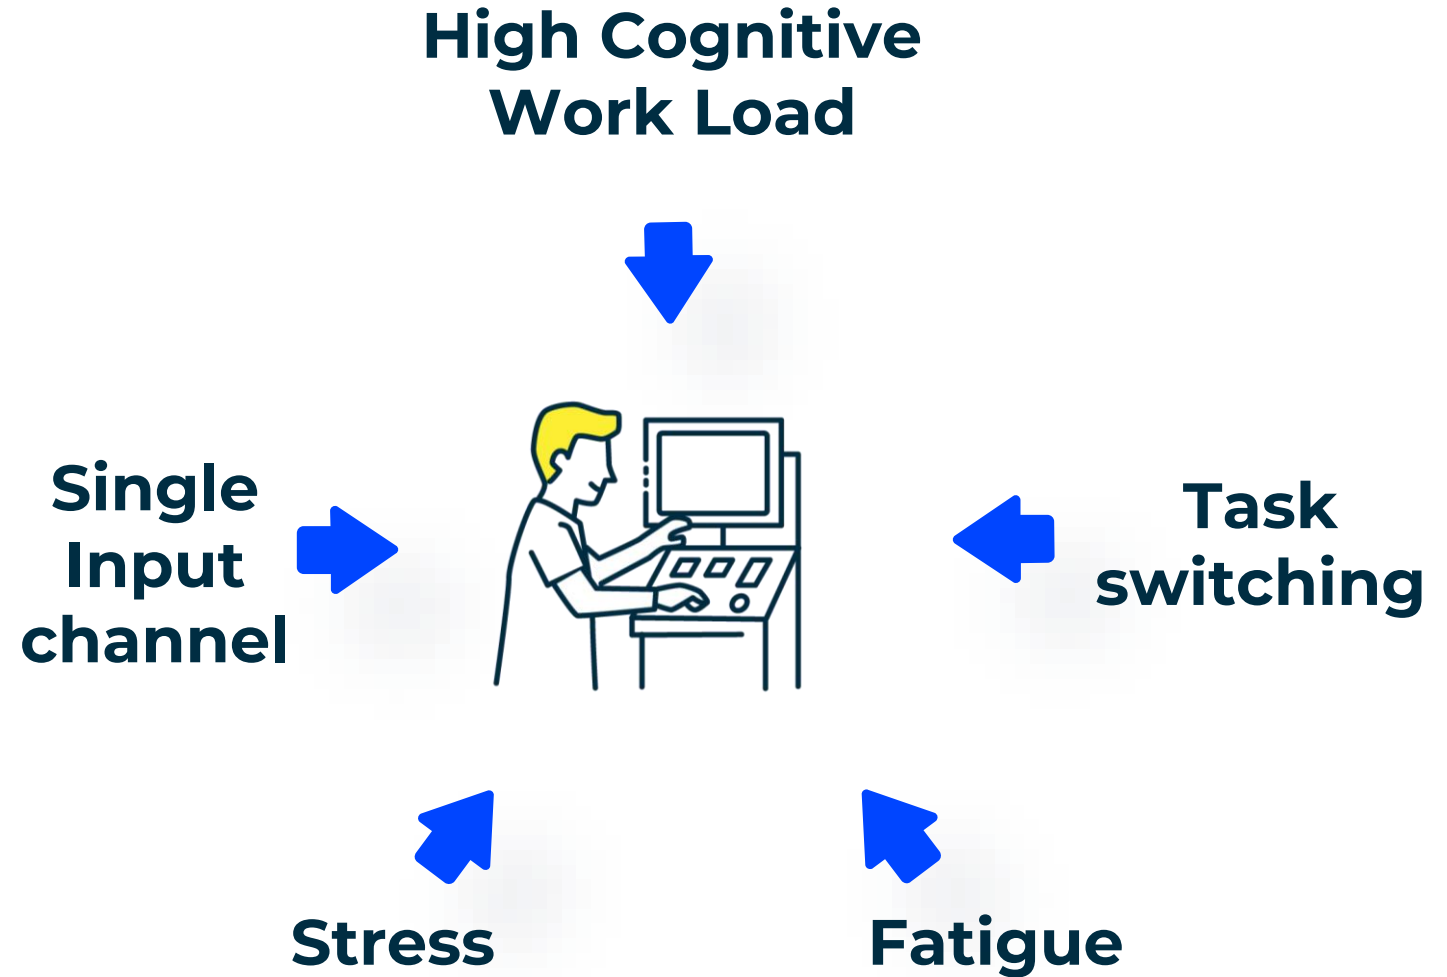 High Cognitive
Work Load
Single
Input
channel
Task
switching
Stress
Fatigue